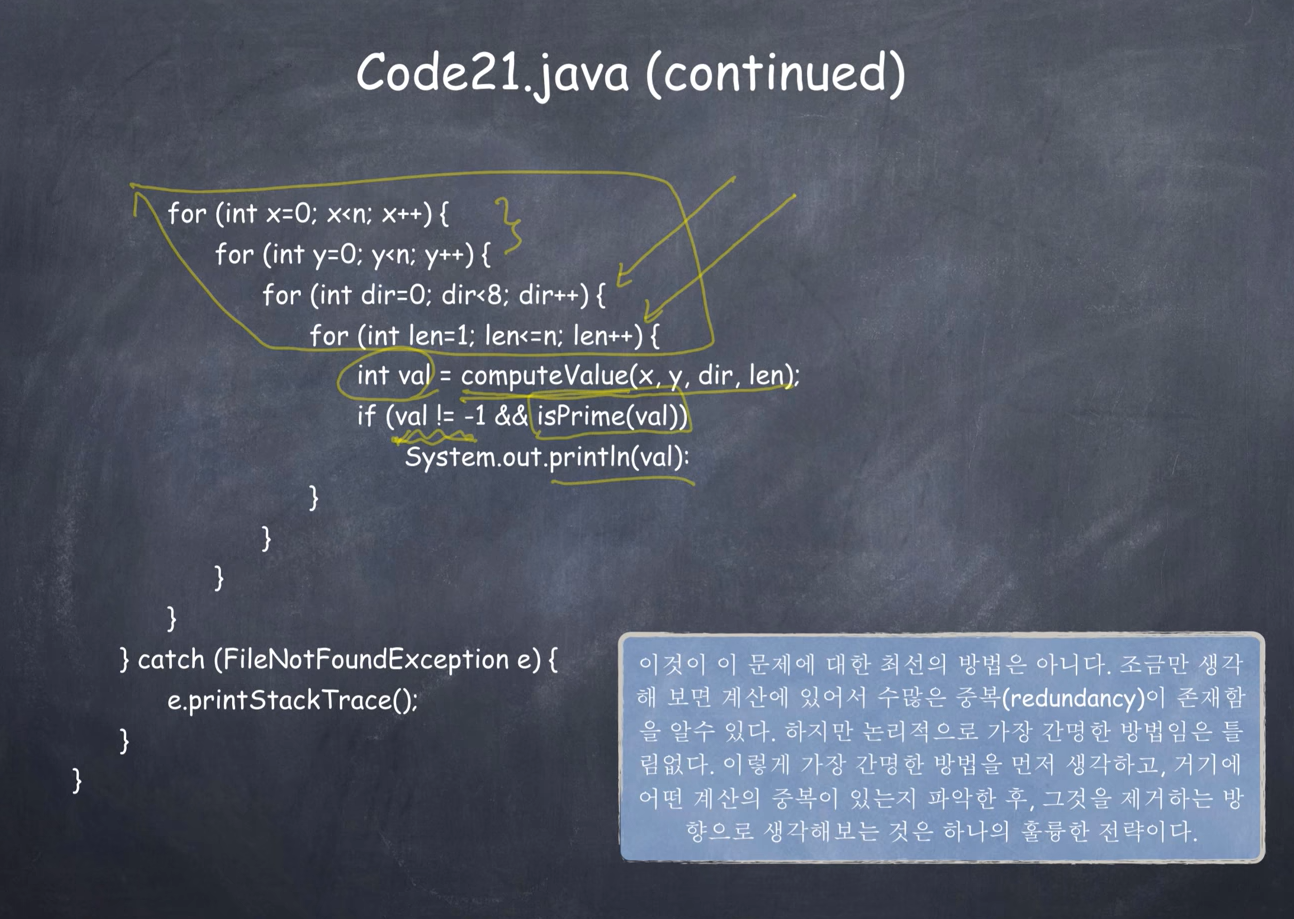 Code21.java (continued)
for (int x=0; x<n; x++) {
for (int y=0; y<n; y++) {
for (int dir=0; dir<8; dir++) {
for (int len=1; len<=n; len++) {
int val = computeValue(x, y, dir, len);
if (val != -1 && isPrime(val))
System.out.println(val):
}
}
}
}
} catch (FileNotFoundException e) {
e.printStackTrace();
}
}
이것이 이 문제에 대한 최선의 방법은 아니다. 조금만 생각
해 보면 계산에 있어서 수많은 중복(redundancy)이 존재함
을 알수 있다. 하지만 논리적으로 가장 간명한 방법임은 틀
림없다. 이렇게 가장 간명한 방법을 먼저 생각하고, 거기에
어떤 계산의 중복이 있는지 파악한 후, 그것을 제거하는 방
향으로 생각해보는 것은 하나의 훌륭한 전략이다.